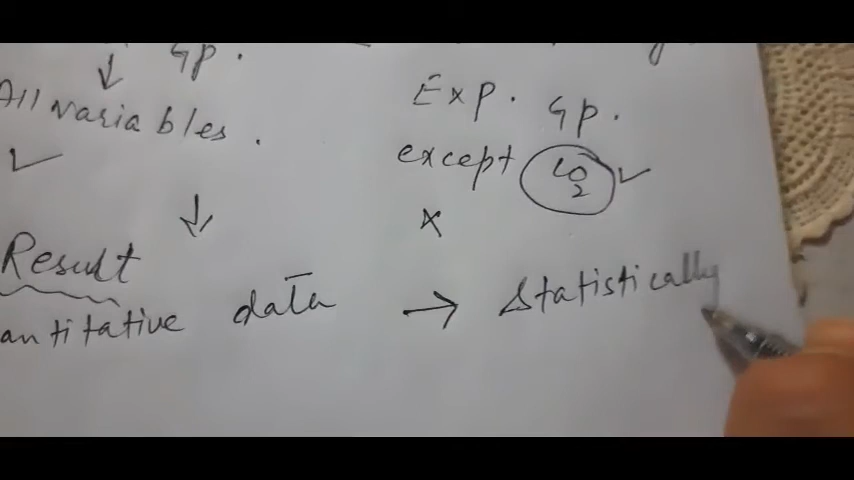 Gp.
All variables.
Exp. Gp.
except CO2
Result
antitative data → Statistically